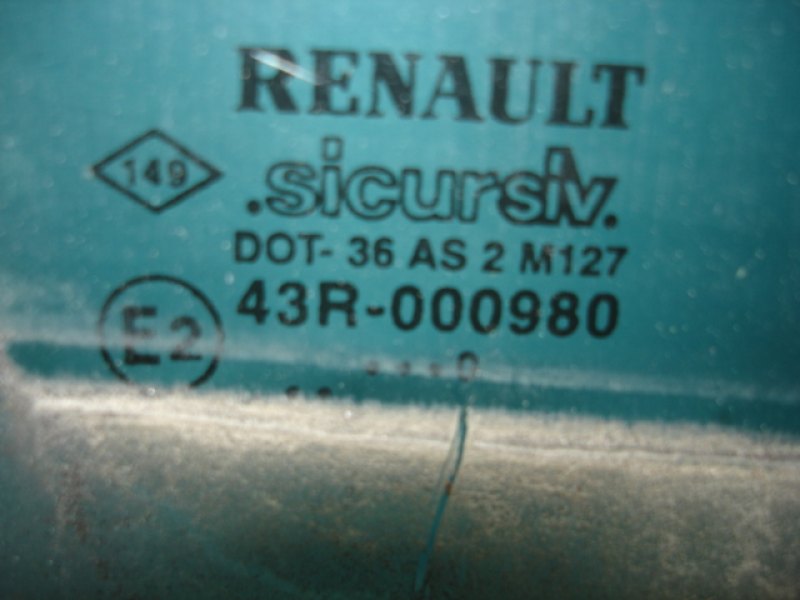 RENAULT
149
.sicursiv.
DOT- 36 AS 2 M127
E2
43R-000980